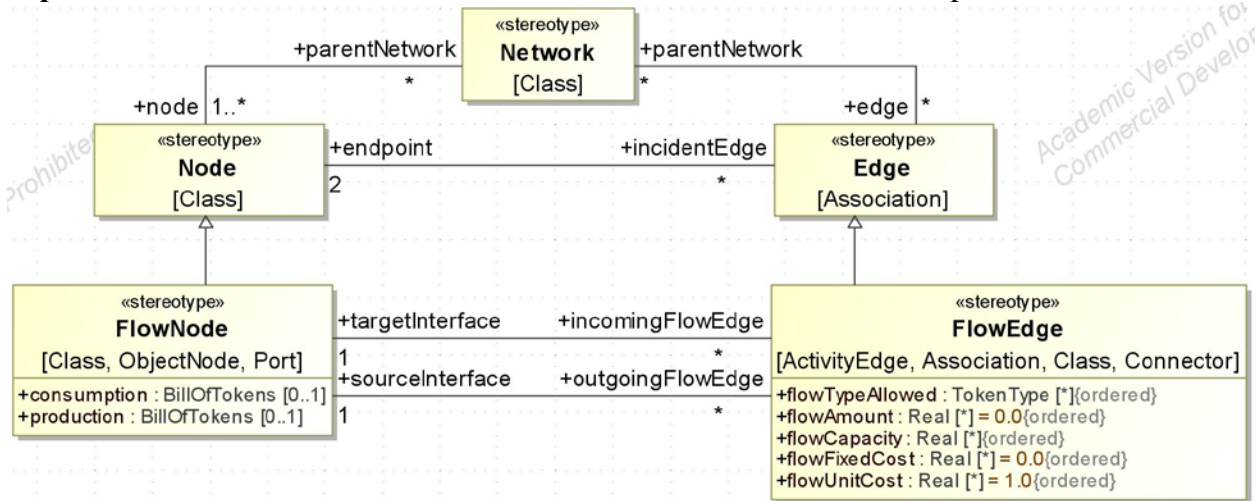 «stereotype»
Network
[Class]
+parentNetwork
*
+parentNetwork
*
+node 1..*
+edge *
«stereotype»
Node
[Class]
+endpoint
2
+incidentEdge
*
«stereotype»
Edge
[Association]
«stereotype»
FlowNode
[Class, ObjectNode, Port]
+consumption : BillOfTokens [0..1]
+production : BillOfTokens [0..1]
+targetInterface
1
+incomingFlowEdge
*
+sourceInterface
1
+outgoingFlowEdge
*
«stereotype»
FlowEdge
[ActivityEdge, Association, Class, Connector]
+flowTypeAllowed : TokenType [*]{ordered}
+flowAmount : Real [*] = 0.0{ordered}
+flowCapacity : Real [*]{ordered}
+flowFixedCost : Real [*] = 0.0{ordered}
+flowUnitCost : Real [*] = 1.0{ordered}
Academic Version for
Commercial Develop
Prohibite